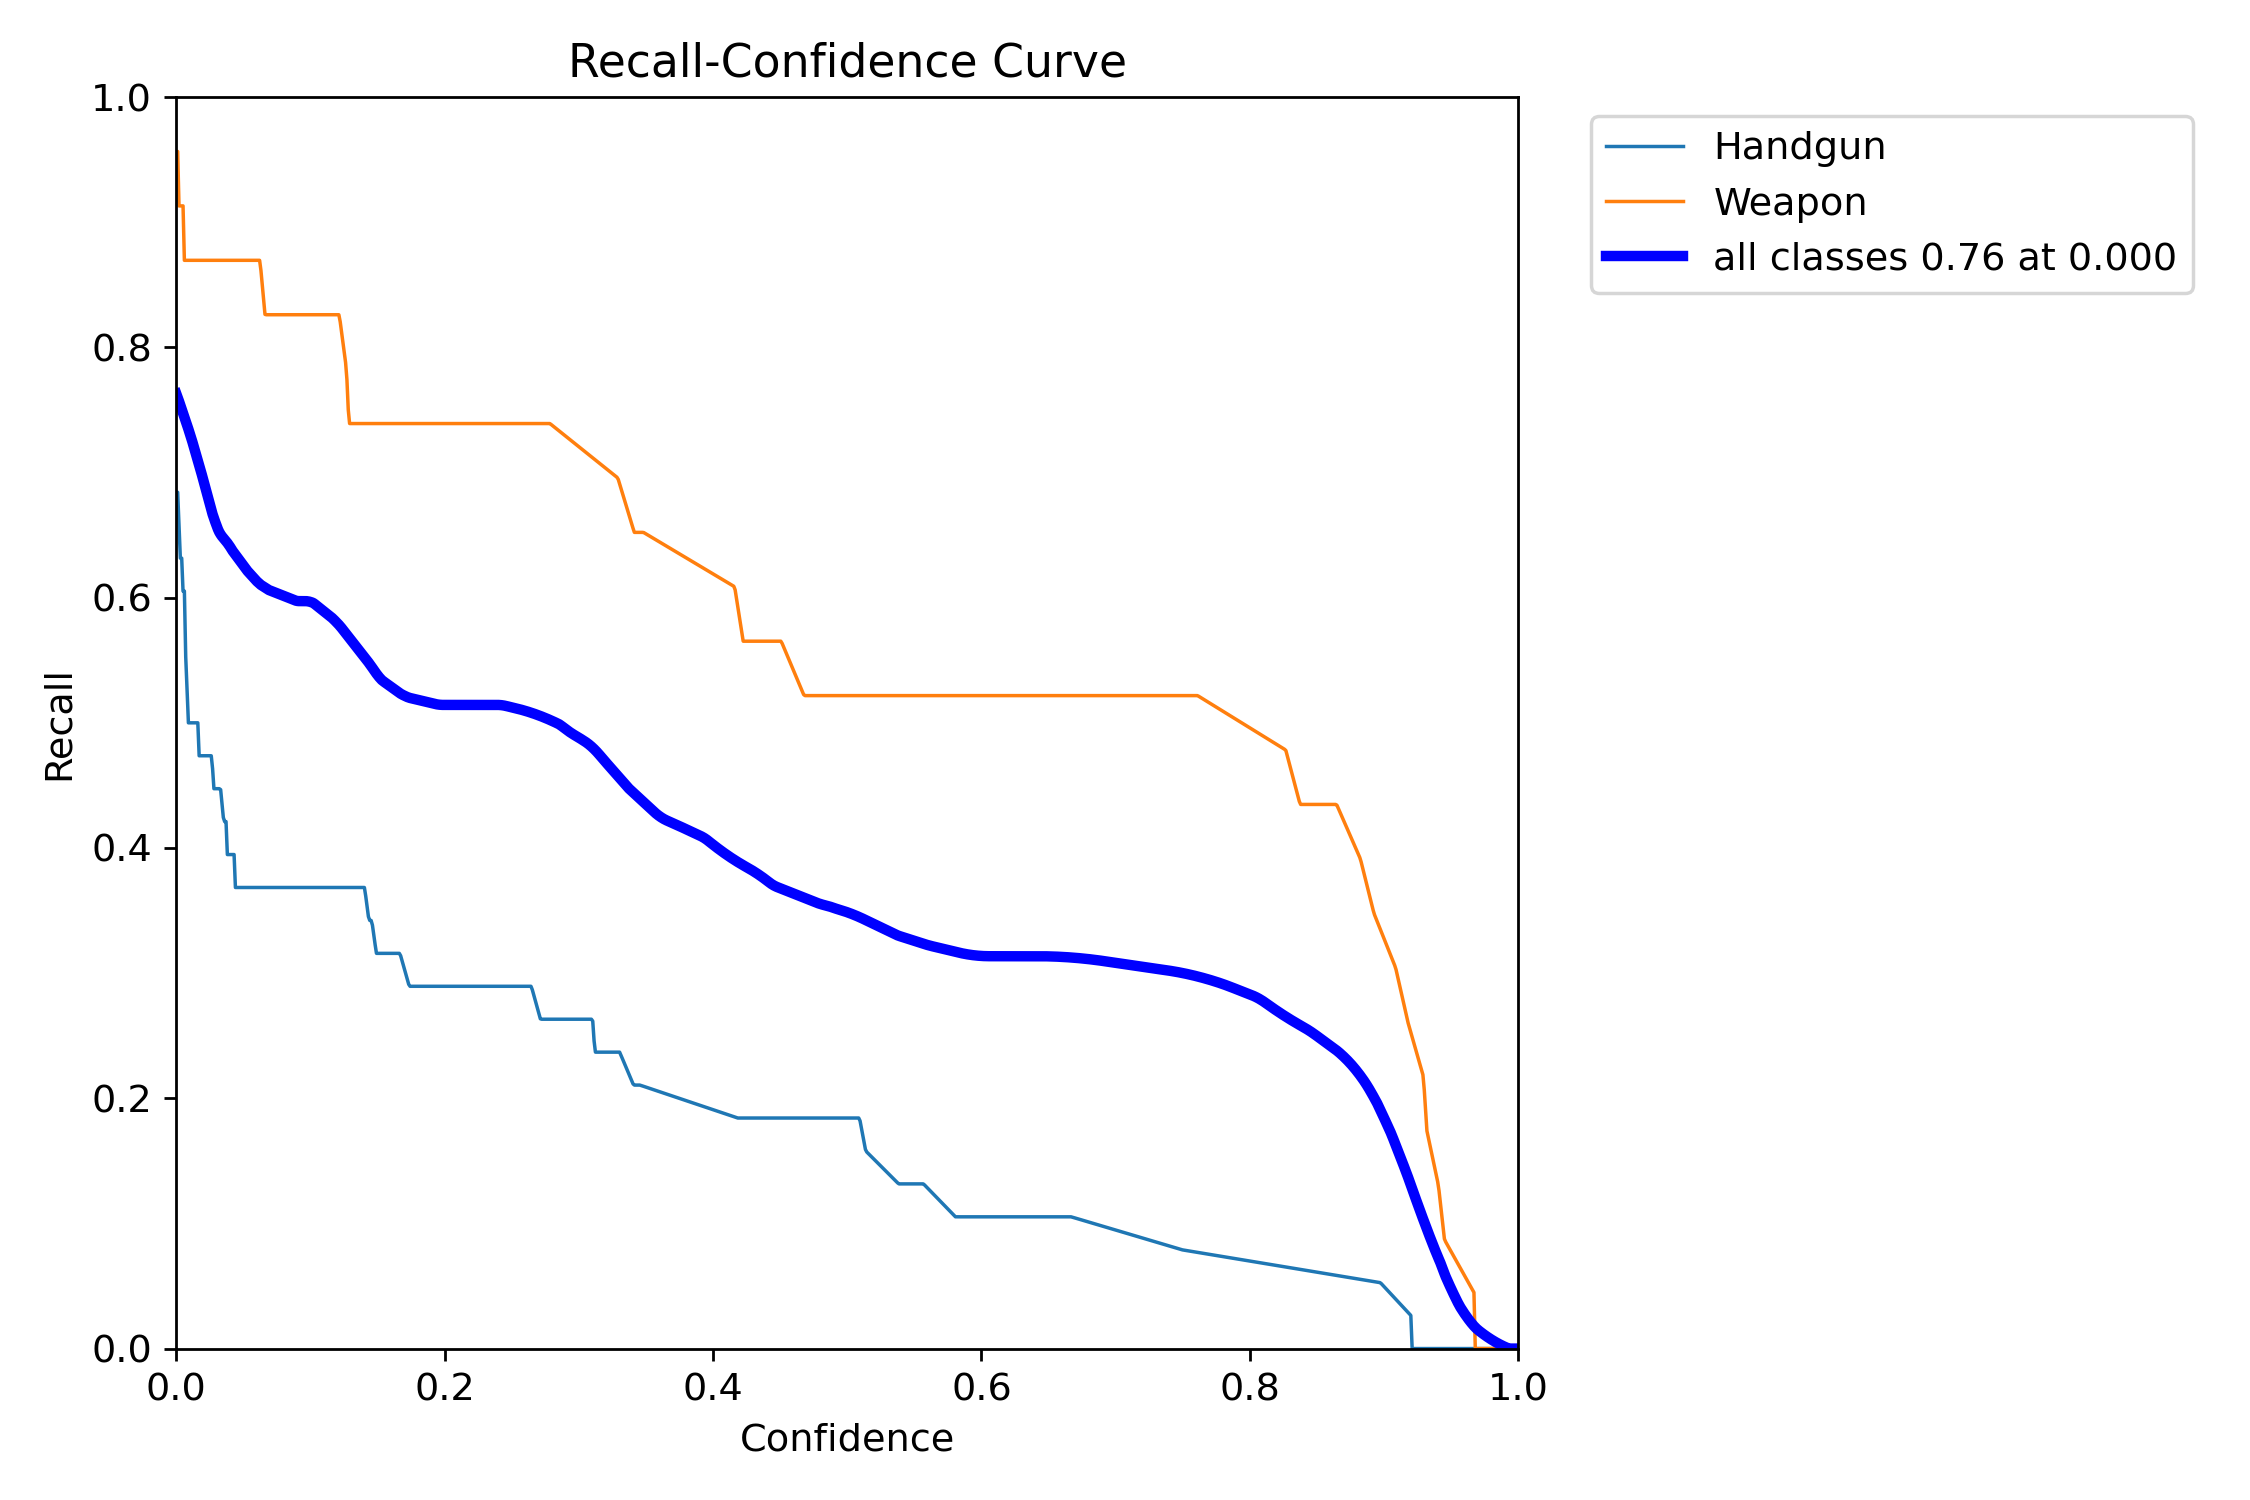 Recall-Confidence Curve
1.0
0.8
0.6
0.4
0.2
0.0
Recall
0.0 0.2 0.4 0.6 0.8 1.0
Confidence
Handgun
Weapon
all classes 0.76 at 0.000